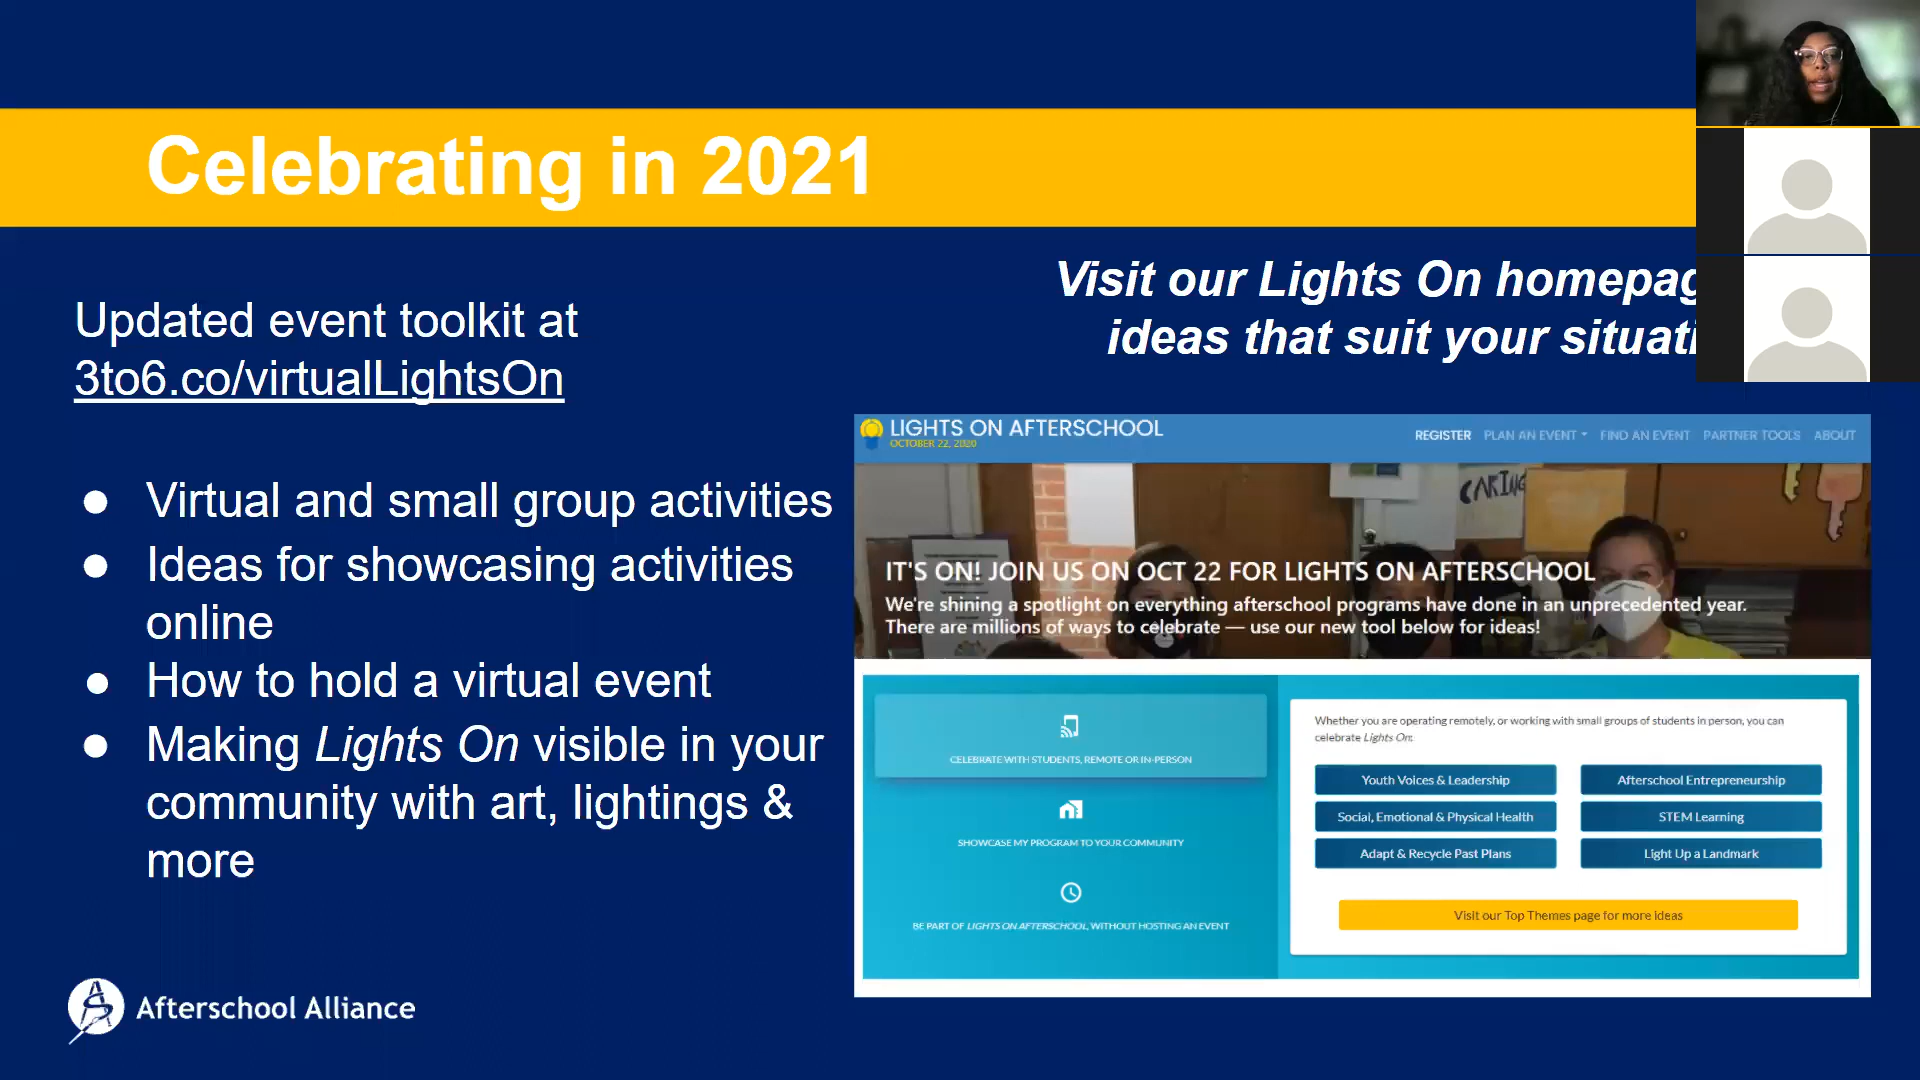 Celebrating in 2021
Updated event toolkit at
3to6.co/virtualLightsOn
● Virtual and small group activities
● Ideas for showcasing activities
online
● How to hold a virtual event
● Making Lights On visible in your
community with art, lightings &
more
Afterschool Alliance
Visit our Lights On
ideas that suit your
LIGHTS ON AFTERSCHOOL
OCTOBER 22, 2020
REGISTER PLAN AN EVENT FIND AN EVENT PARTNER TOOLS ABOUT
CARING
IT'S ON! JOIN US ON OCT 22 FOR LIGHTS ON AFTERSCHOOL
We're shining a spotlight on everything afterschool programs have done in an unprecedented year.
There are millions of ways to celebrate — use our new tool below for ideas!
CELEBRATE WITH STUDENTS, REMOTE OR IN-PERSON
SHOWCASE MY PROGRAM TO YOUR COMMUNITY
BE PART OF LIGHTS ON AFTERSCHOOL, WITHOUT HOSTING AN EVENT
Whether you are operating remotely, or working with small groups of students in person, you can
celebrate Lights On:
Youth Voices & Leadership
Afterschool Entrepreneurship
Social, Emotional & Physical Health
STEM Learning
Adapt & Recycle Past Plans
Light Up a Landmark
Visit our Top Themes page for more ideas